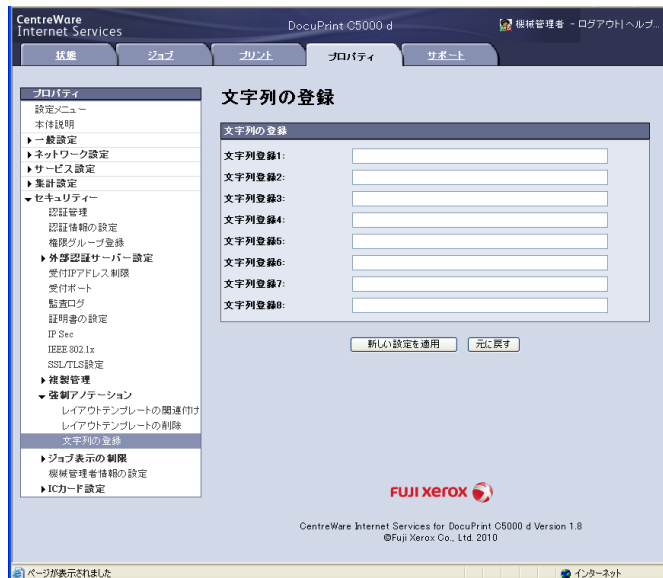 CentreWare
Internet Services
DocuPrint C5000 d
機械管理者 - ログアウト|ヘルプ...
状態 ジョブ プリント プロパティ サポート
プロパティ
設定メニュー
本体説明
一般設定
ネットワーク設定
サービス設定
集計設定
セキュリティー
認証管理
認証情報の設定
権限グループ登録
外部認証サーバー設定
受付IPアドレス制限
受付ポート
監査ログ
証明書の設定
IP Sec
IEEE 802.1x
SSL/TLS設定
複製管理
強制アノテーション
レイアウトテンプレートの関連付け
レイアウトテンプレートの削除
文字列の登録
ジョブ表示の制限
機械管理者情報の設定
ICカード設定
文字列の登録
文字列の登録
文字列登録1:
文字列登録2:
文字列登録3:
文字列登録4:
文字列登録5:
文字列登録6:
文字列登録7:
文字列登録8:
新しい設定を適用 元に戻す
FUJI XEROX
CentreWare Internet Services for DocuPrint C5000 d Version 1.8
©Fuji Xerox Co., Ltd. 2010
ページが表示されました インターネット